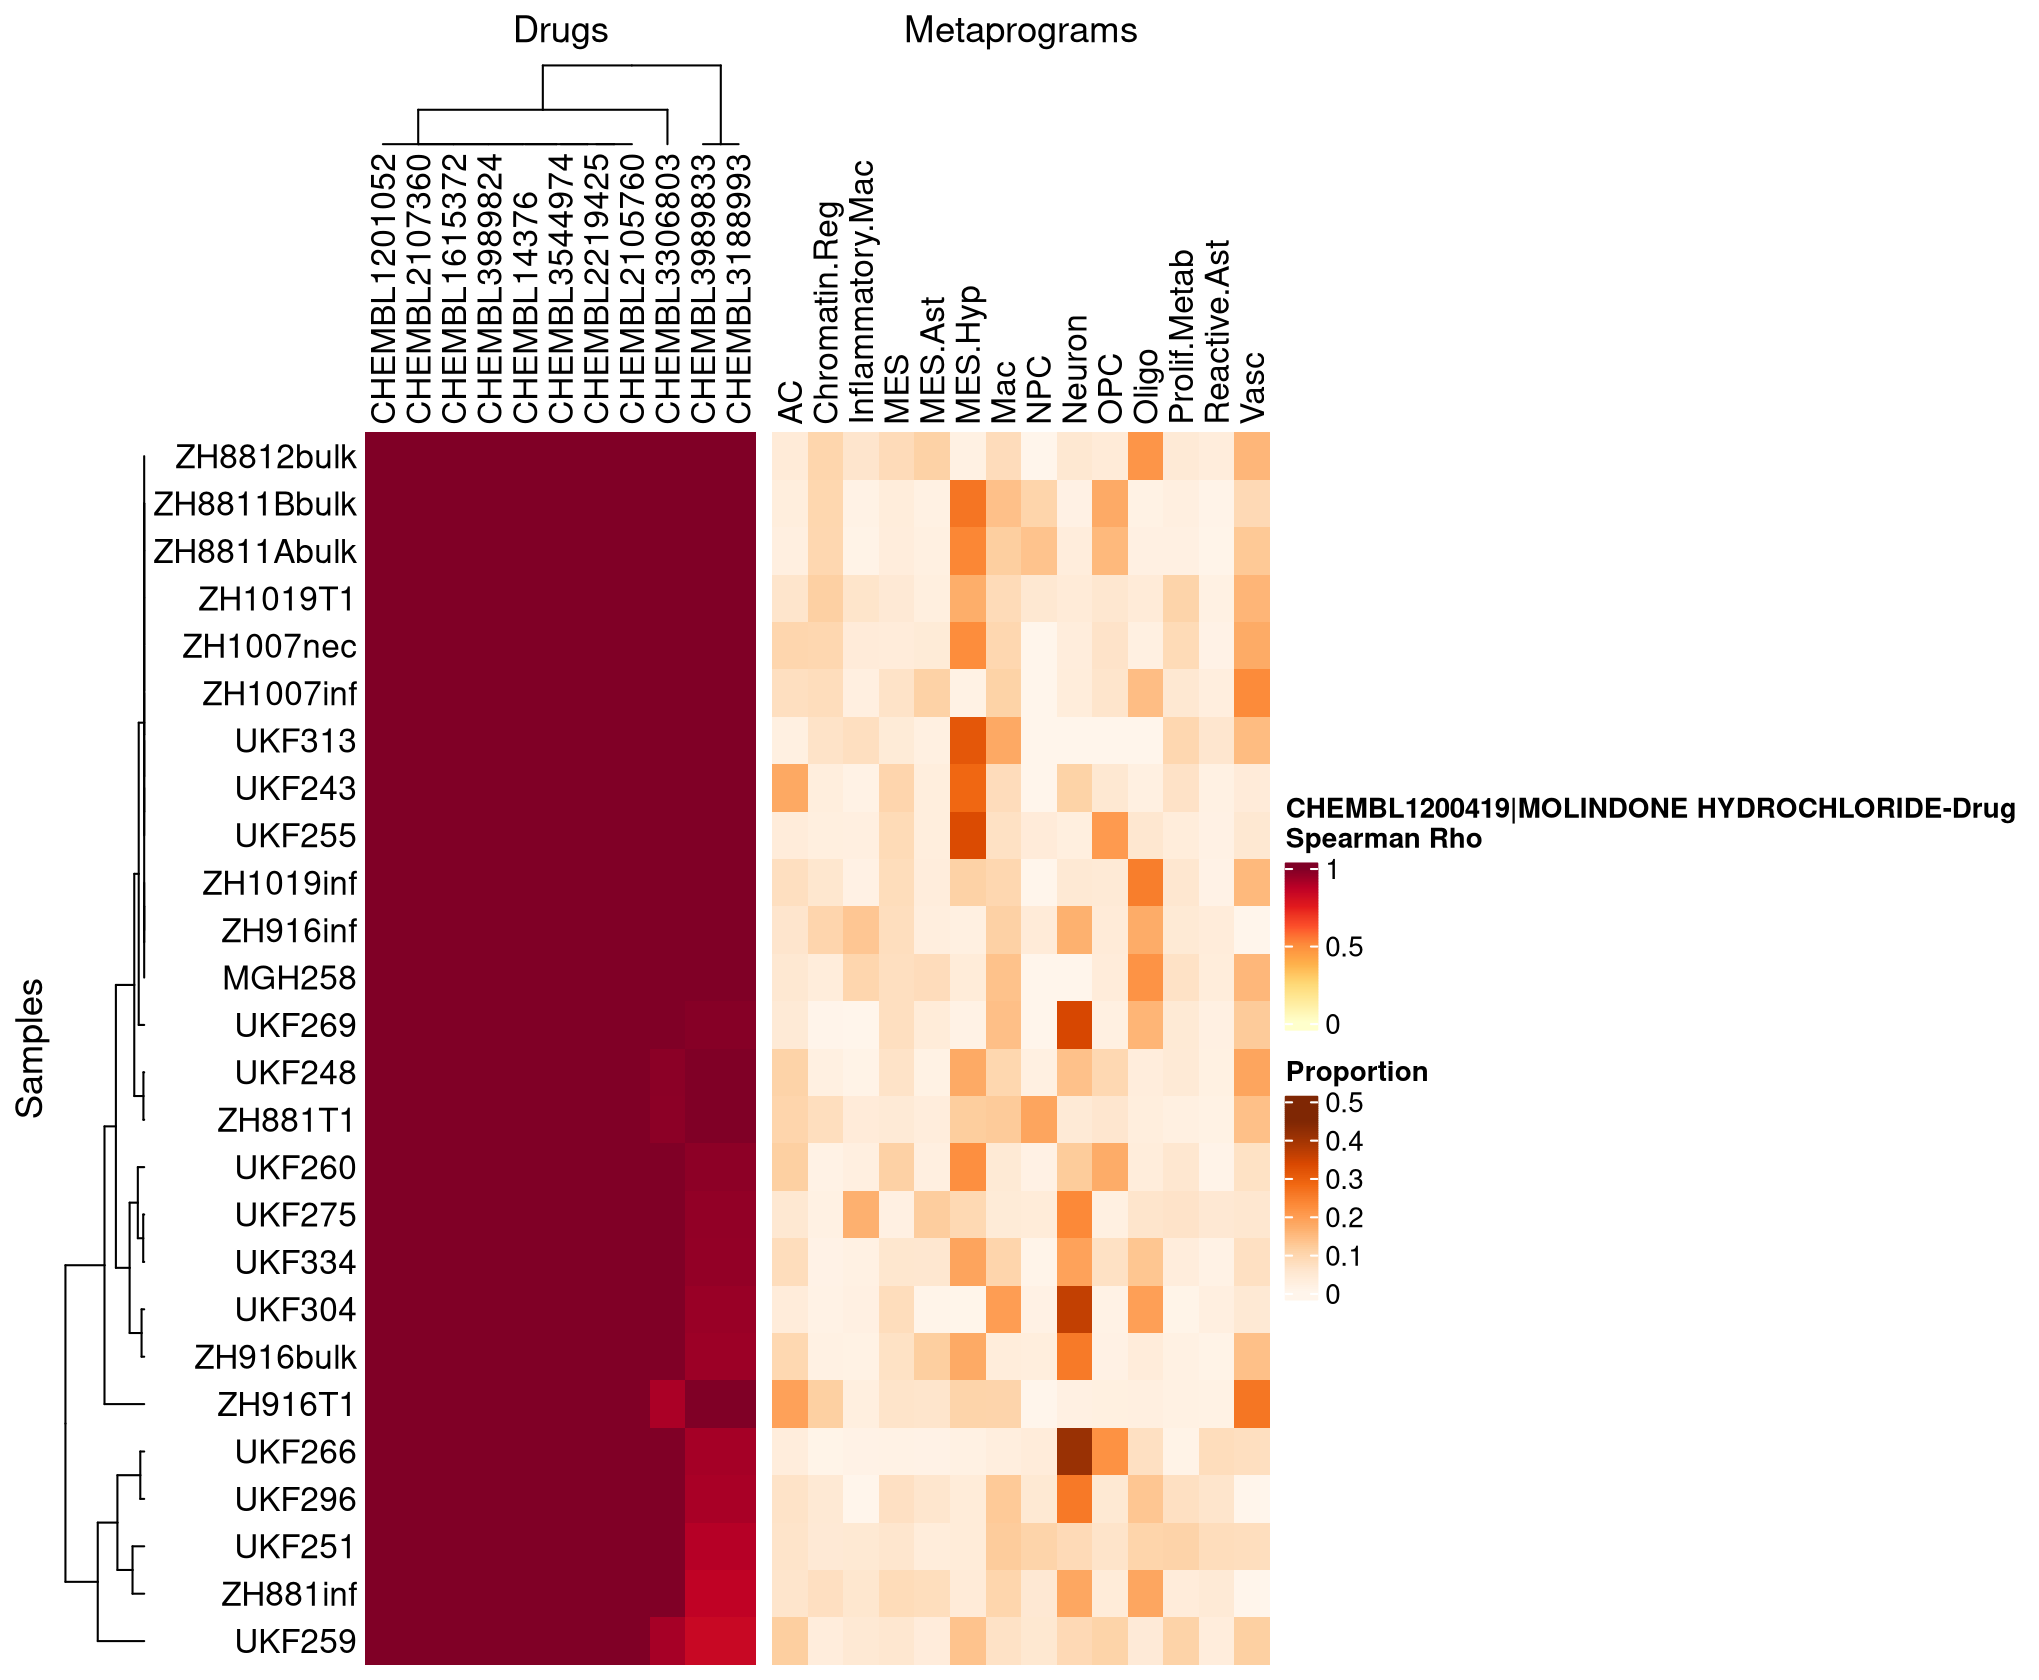 Drugs
Metaprograms
CHEMBL1201052
CHEMBL2107360
CHEMBL1615372
CHEMBL3989824
CHEMBL14376
CHEMBL3544974
CHEMBL2219425
CHEMBL2105760
CHEMBL3306803
CHEMBL3989833
CHEMBL3188993
AC
Chromatin.Reg
Inflammatory.Mac
MES
MES.Ast
MES.Hyp
Mac
NPC
Neuron
OPC
Oligo
Prolif.Metab
Reactive.Ast
Vasc
Samples
ZH8812bulk
ZH8811Bbulk
ZH8811Abulk
ZH1019T1
ZH1007nec
ZH1007inf
UKF313
UKF243
UKF255
ZH1019inf
ZH916inf
MGH258
UKF269
UKF248
ZH881T1
UKF260
UKF275
UKF334
UKF304
ZH916bulk
ZH916T1
UKF266
UKF296
UKF251
ZH881inf
UKF259
CHEMBL1200419|MOLINDONE HYDROCHLORIDE-Drug
Spearman Rho
1
0.5
0
Proportion
0.5
0.4
0.3
0.2
0.1
0